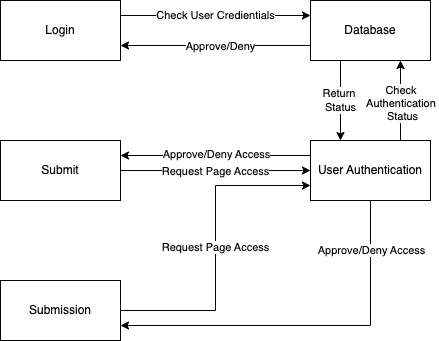 Login
Check User Credentials
Database
Approve/Deny
Return
Status
Check
Authentication
Status
Submit
Approve/Deny Access
Request Page Access
User Authentication
Request Page Access
Approve/Deny Access
Submission